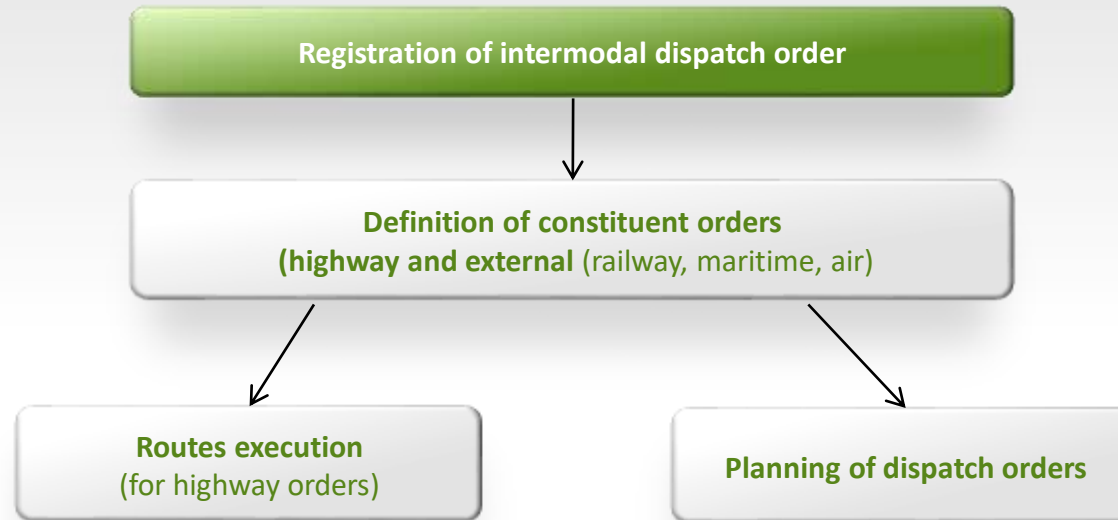 Registration of intermodal dispatch order
Definition of constituent orders
(highway and external (railway, maritime, air)
Routes execution
(for highway orders)
Planning of dispatch orders